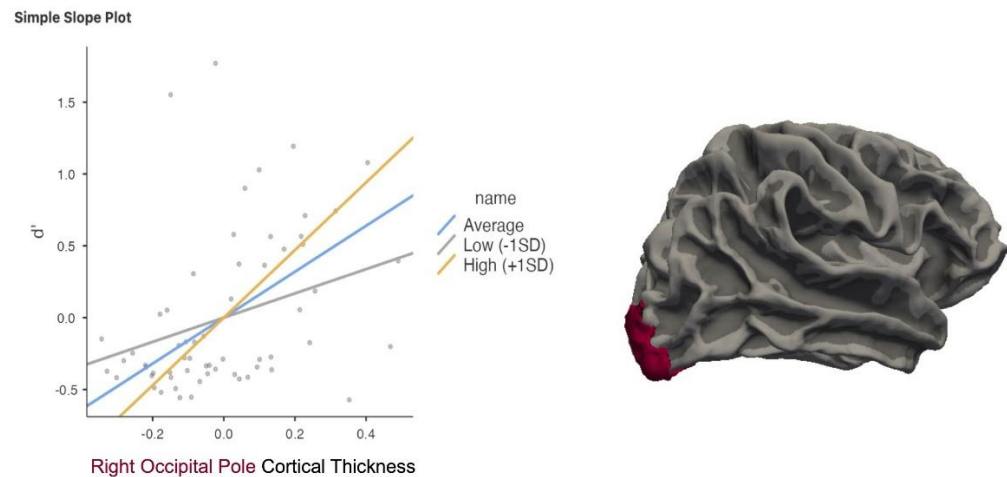 Simple Slope Plot
1.5
1.0
0.5
0.0
-0.5
d'
-0.2 0.0 0.2 0.4
Right Occipital Pole Cortical Thickness
name
Average
Low (-1SD)
High (+1SD)